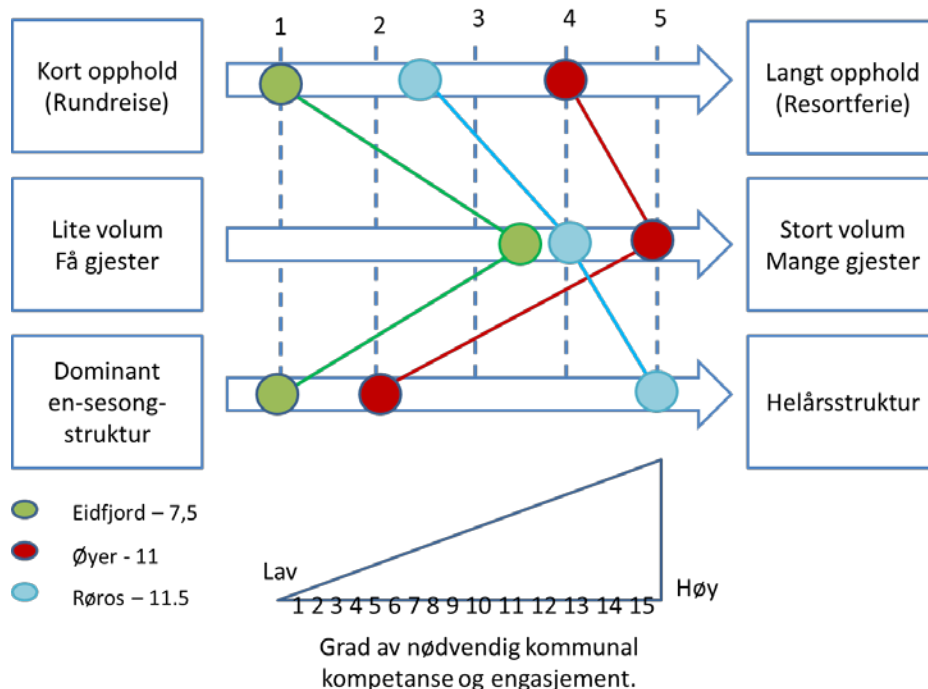 1 2 3 4 5
Kort opphold
(Rundreise)
Langt opphold
(Resortferie)
Lite volum
Få gjester
Stort volum
Mange gjester
Dominant
en-sesong-
struktur
Helårsstruktur
Eidfjord – 7,5
Øyer - 11
Røros – 11.5
Lav
Høy
1 2 3 4 5 6 7 8 9 10 11 12 13 14 15
Grad av nødvendig kommunal
kompetanse og engasjement.